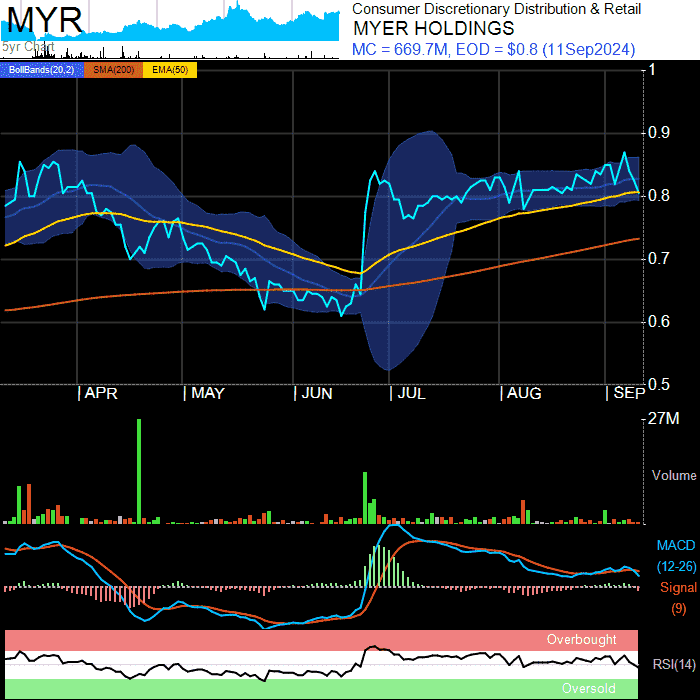 MYR
5yr Chart
Consumer Discretionary Distribution & Retail
MYER HOLDINGS
MC = 669.7M, EOD = $0.8 (11Sep2024)
BollBands(20,2) SMA(200) EMA(50)
1
0.9
0.8
0.7
0.6
0.5
APR MAY JUN JUL AUG SEP
27M
Volume
MACD
(12-26)
Signal
(9)
Overbought
RSI(14)
Oversold